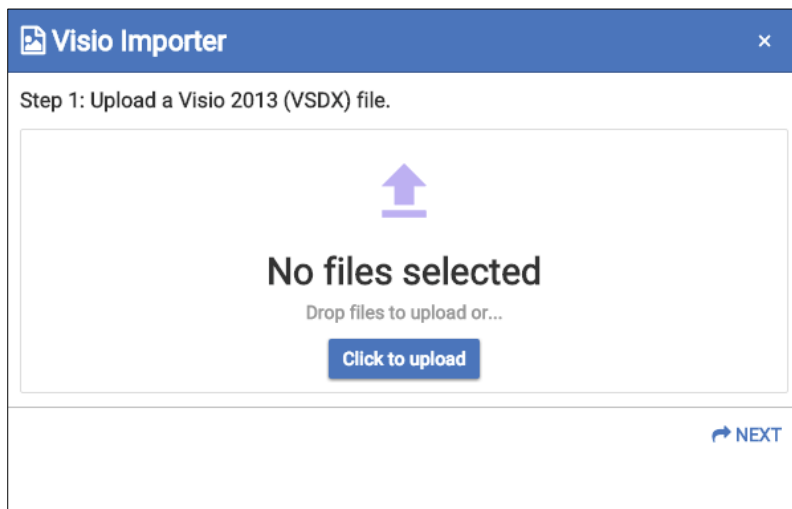 Visio Importer
×
Step 1: Upload a Visio 2013 (VSDX) file.
No files selected
Drop files to upload or...
Click to upload
NEXT